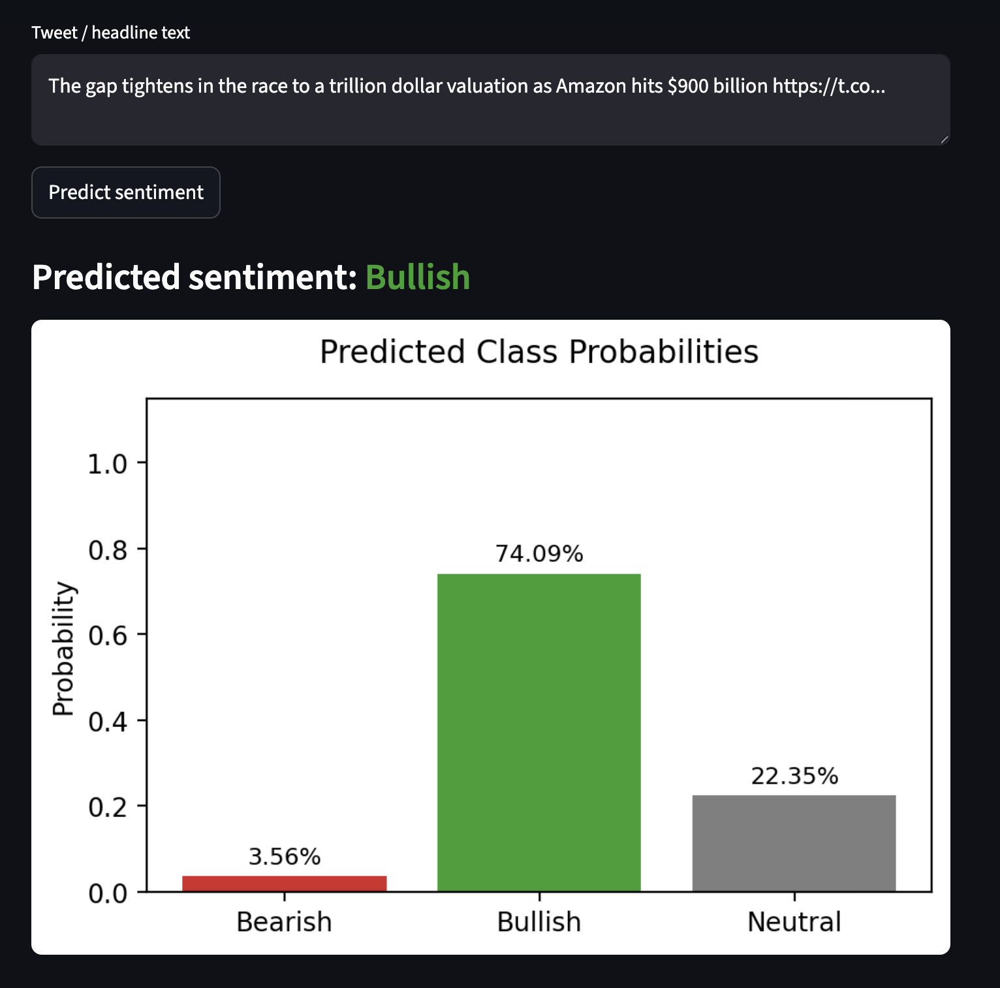 Tweet / headline text
The gap tightens in the race to a trillion dollar valuation as Amazon hits $900 billion https://t.co...
Predict sentiment
Predicted sentiment: Bullish
Predicted Class Probabilities
Probability
1.0
0.8
0.6
0.4
0.2
0.0
3.56%
74.09%
22.35%
Bearish
Bullish
Neutral